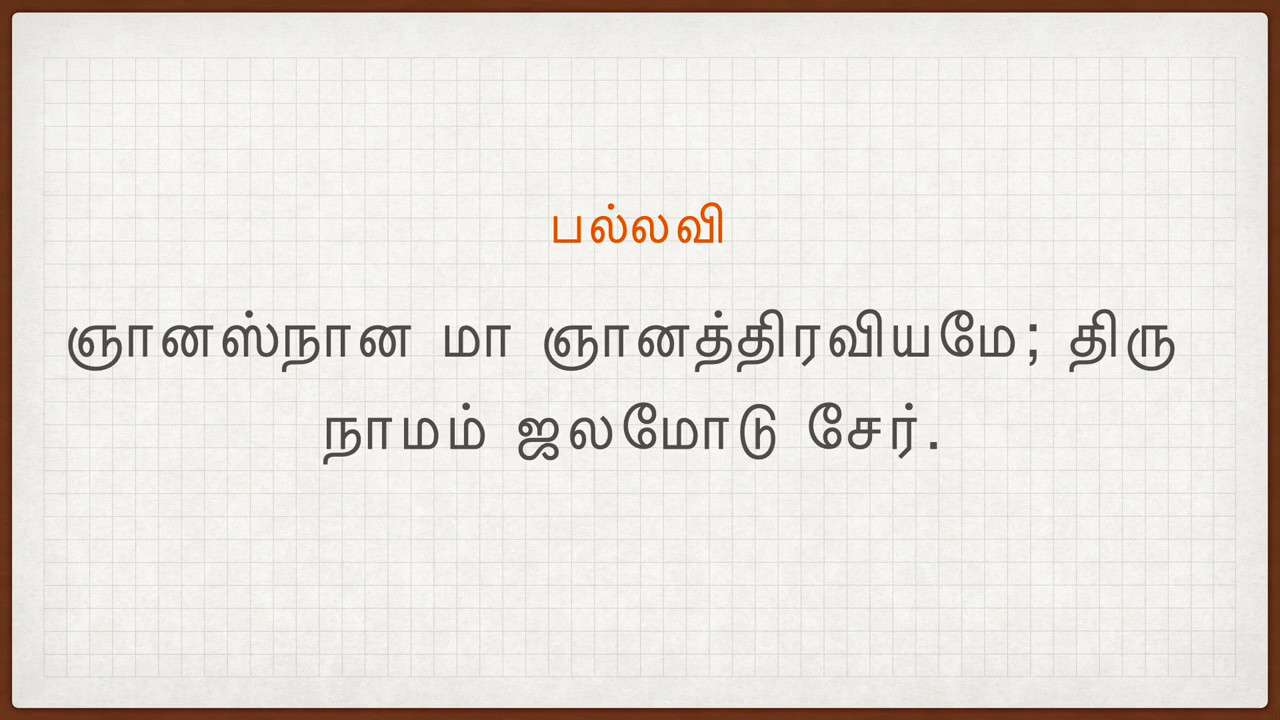 பல்லவி
ஞானஸ்நான மா ஞானத்திரவியமே; திரு
நாமம் ஜலமோடு சேர்.